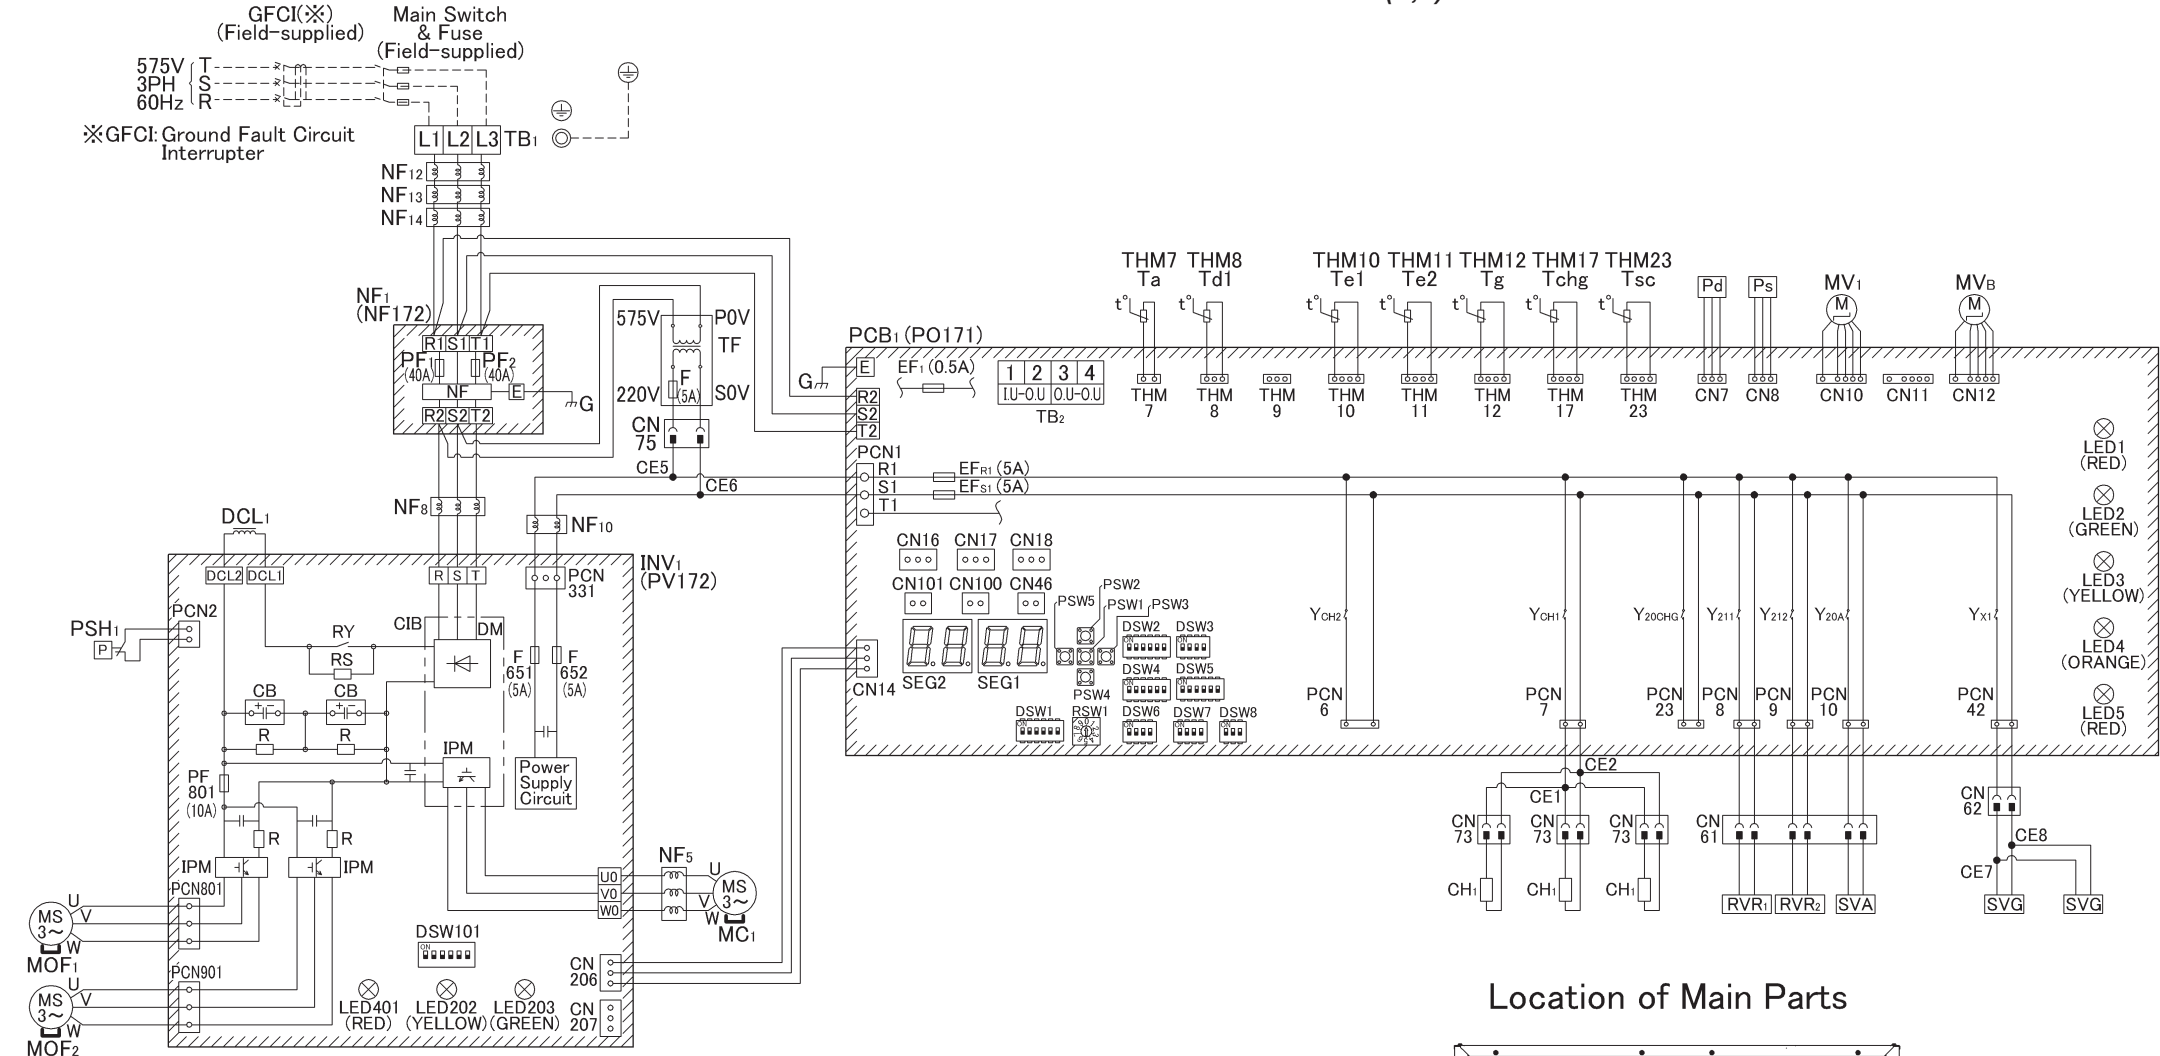 GFCI(※)
(Field-supplied)
Main Switch
& Fuse
(Field-supplied)
575V
3PH
60Hz
T
S
R
※GFCI: Ground Fault Circuit
Interrupter
L1 L2 L3 TB1
NF12
NF13
NF14
NF1
(NF172)
R1 S1 T1
PF1
(40A)
PF2
(40A)
NF
E
G
R2 S2 T2
575V
P0V
TF
220V
F
(5A)
S0V
CN
75
CE5
CE6
NF8
NF10
DCL1
INV1
(PV172)
DCL2 DCL1
R S T
PCN
331
PCN2
PSH1
P
RY
RS
CIB
DM
F
651
(5A)
F
652
(5A)
CB
CB
+ -
+ -
R
R
IPM
Power
Supply
Circuit
PF
801
(10A)
R
R
IPM
IPM
PCN801
U
V
W
MS
3~
MOF1
PCN901
U
V
W
MS
3~
MOF2
U0
V0
W0
NF5
U
V
W
MS
3~
MC1
DSW101
ON
LED401
(RED)
LED202
(YELLOW)
LED203
(GREEN)
CN
206
CN
207
PCB1 (PO171)
G
E
EF1 (0.5A)
R2
S2
T2
1 2 3 4
I.U-O.U O.U-O.U
TB2
PCN1
R1
S1
T1
EFR1 (5A)
EFS1 (5A)
THM7
Ta
THM8
Td1
THM10
Te1
THM11
Te2
THM12
Tg
THM17
Tchg
THM23
Tsc
t°
t°
t°
t°
t°
t°
t°
Pd
Ps
MV1
M
MVB
M
THM
7
THM
8
THM
9
THM
10
THM
11
THM
12
THM
17
THM
23
CN7
CN8
CN10
CN11
CN12
LED1
(RED)
LED2
(GREEN)
LED3
(YELLOW)
LED4
(ORANGE)
LED5
(RED)
CN16
CN17
CN18
CN101
CN100
CN46
SEG2
SEG1
CN14
PSW2
PSW5
PSW1
PSW3
PSW4
DSW2
ON
DSW3
DSW4
ON
DSW5
ON
DSW1
ON
RSW1
DSW6
ON
DSW7
ON
DSW8
ON
YCH2
YCH1
Y20CHG
Y211
Y212
Y20A
YX1
PCN
6
PCN
7
PCN
23
PCN
8
PCN
9
PCN
10
PCN
42
CE2
CE1
CN
73
CN
73
CN
73
CH1
CH1
CH1
CN
61
RVR1
RVR2
SVA
CN
62
CE8
CE7
SVG
SVG
Location of Main Parts